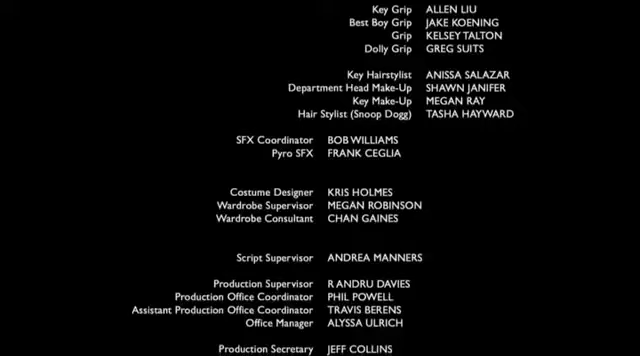 Key Grip ALLEN LIU
Best Boy Grip JAKE KOENING
Grip KELSEY TALTON
Dolly Grip GREG SUITS
Key Hairstylist ANISSA SALAZAR
Department Head Make-Up SHAWN JANIFER
Key Make-Up MEGAN RAY
Hair Stylist (Snoop Dogg) TASHA HAYWARD
SFX Coordinator BOB WILLIAMS
Pyro SFX FRANK CEGLIA
Costume Designer KRIS HOLMES
Wardrobe Supervisor MEGAN ROBINSON
Wardrobe Consultant CHAN GAINES
Script Supervisor ANDREA MANNERS
Production Supervisor R ANDRU DAVIES
Production Office Coordinator PHIL POWELL
Assistant Production Office Coordinator TRAVIS BERENS
Office Manager ALYSSA ULRICH
Production Secretary JEFF COLLINS